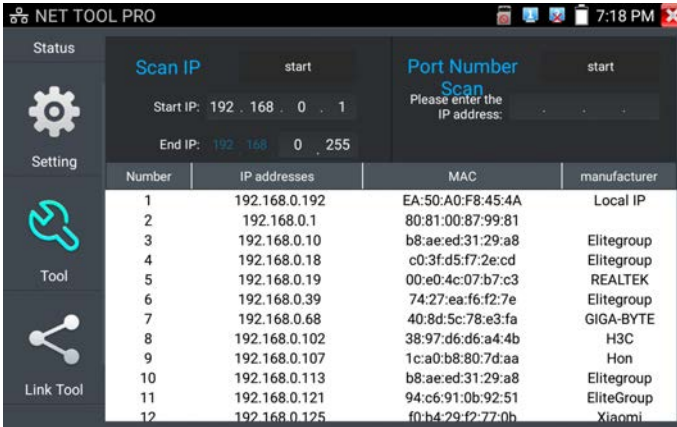 NET TOOL PRO 7:18 PM
Status
Setting
Tool
Link Tool
Scan IP start
Start IP: 192 . 168 . 0 . 1
End IP: 192 168 0 . 255
Port Number Scan start
Please enter the
IP address: . . .
Number IP addresses MAC manufacturer
1 192.168.0.192 EA:50:A0:F8:45:4A Local IP
2 192.168.0.1 80:81:00:87:99:81
3 192.168.0.10 b8:ae:ed:31:29:a8 Elitegroup
4 192.168.0.18 c0:3f:d5:f7:2e:cd Elitegroup
5 192.168.0.19 00:e0:4c:07:b7:c3 REALTEK
6 192.168.0.39 74:27:ea:f6:f2:7e Elitegroup
7 192.168.0.68 40:8d:5c:78:e3:fa GIGA-BYTE
8 192.168.0.102 38:97:d6:d6:a4:4b H3C
9 192.168.0.107 1c:a0:b8:80:7d:aa Hon
10 192.168.0.113 b8:ae:ed:31:29:a8 Elitegroup
11 192.168.0.121 94:c6:91:0b:92:51 EliteGroup
12 192.168.0.125 f0:b4:29:f2:77:0b Xiaomi